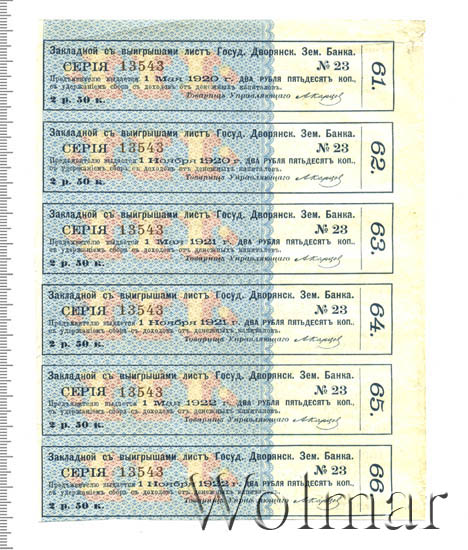 Закладной съ выигрышами листъ Госуд. Дворянск. Зем. Банка.
СЕРІЯ 13543 № 23
Предъявителю выдается 1 Мая 1920 г. ДВА РУБЛЯ ПЯТЬДЕСЯТЪ КОП.,
съ удержаніемъ сбора съ доходовъ отъ денежныхъ капиталовъ.
2 р. 50 к. Товарищъ Управляющаго
61.
Закладной съ выигрышами листъ Госуд. Дворянск. Зем. Банка.
СЕРІЯ 13543 № 23
Предъявителю выдается 1 Ноября 1920 г. ДВА РУБЛЯ ПЯТЬДЕСЯТЪ КОП.,
съ удержаніемъ сбора съ доходовъ отъ денежныхъ капиталовъ.
2 р. 50 к. Товарищъ Управляющаго
62.
Закладной съ выигрышами листъ Госуд. Дворянск. Зем. Банка.
СЕРІЯ 13543 № 23
Предъявителю выдается 1 Мая 1921 г. ДВА РУБЛЯ ПЯТЬДЕСЯТЪ КОП.,
съ удержаніемъ сбора съ доходовъ отъ денежныхъ капиталовъ.
2 р. 50 к. Товарищъ Управляющаго
63.
Закладной съ выигрышами листъ Госуд. Дворянск. Зем. Банка.
СЕРІЯ 13543 № 23
Предъявителю выдается 1 Ноября 1921 г. ДВА РУБЛЯ ПЯТЬДЕСЯТЪ КОП.,
съ удержаніемъ сбора съ доходовъ отъ денежныхъ капиталовъ.
2 р. 50 к. Товарищъ Управляющаго
64.
Закладной съ выигрышами листъ Госуд. Дворянск. Зем. Банка.
СЕРІЯ 13543 № 23
Предъявителю выдается 1 Мая 1922 г. ДВА РУБЛЯ ПЯТЬДЕСЯТЪ КОП.,
съ удержаніемъ сбора съ доходовъ отъ денежныхъ капиталовъ.
2 р. 50 к. Товарищъ Управляющаго
65.
Закладной съ выигрышами листъ Госуд. Дворянск. Зем. Банка.
СЕРІЯ 13543 № 23
Предъявителю выдается 1 Ноября 1922 г. ДВА РУБЛЯ ПЯТЬДЕСЯТЪ КОП.,
съ удержаніемъ сбора съ доходовъ отъ денежныхъ капиталовъ.
2 р. 50 к. Товарищъ Управляющаго
66.
Wolmar